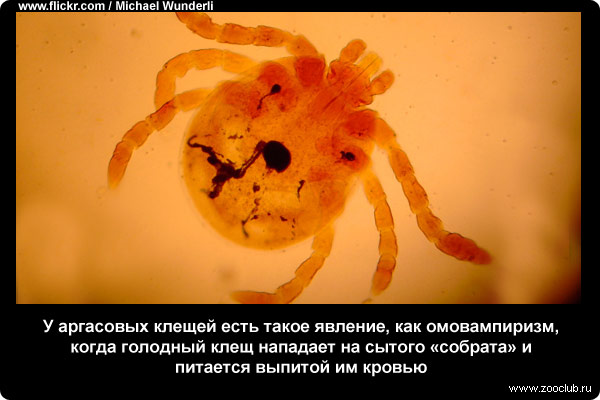 www.flickr.com / Michael Wunderli
У аргасовых клещей есть такое явление, как омовампиризм,
когда голодный клещ нападает на сытого «собрата» и
питается выпитой им кровью
www.zooclub.ru